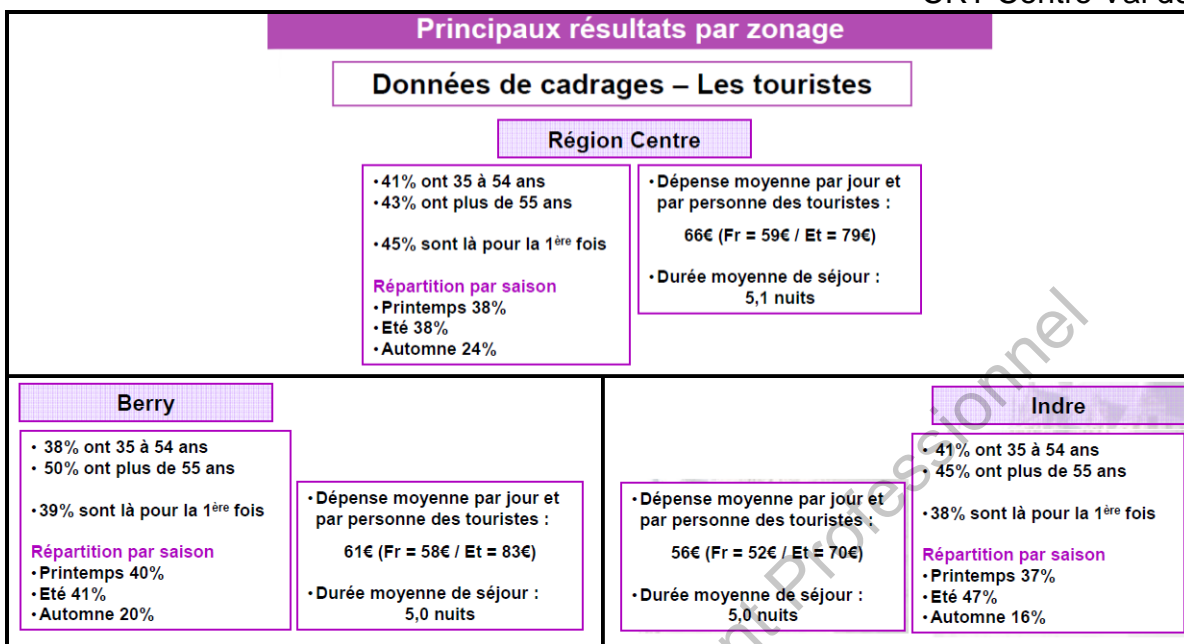 CRT Centre Val de
Principaux résultats par zonage
Données de cadrages – Les touristes
Région Centre
•41% ont 35 à 54 ans
•43% ont plus de 55 ans
•45% sont là pour la 1ère fois
Répartition par saison
•Printemps 38%
•Eté 38%
•Automne 24%
•Dépense moyenne par jour et
par personne des touristes :
66€ (Fr = 59€ / Et = 79€)
•Durée moyenne de séjour :
5,1 nuits
Berry
• 38% ont 35 à 54 ans
• 50% ont plus de 55 ans
•39% sont là pour la 1ère fois
Répartition par saison
•Printemps 40%
•Eté 41%
•Automne 20%
•Dépense moyenne par jour et
par personne des touristes :
61€ (Fr = 58€ / Et = 83€)
•Durée moyenne de séjour :
5,0 nuits
•Dépense moyenne par jour et
par personne des touristes :
56€ (Fr = 52€ / Et = 70€)
•Durée moyenne de séjour :
5,0 nuits
Indre
• 41% ont 35 à 54 ans
• 45% ont plus de 55 ans
•38% sont là pour la 1ère fois
Répartition par saison
•Printemps 37%
•Eté 47%
•Automne 16%
nt Professionnel